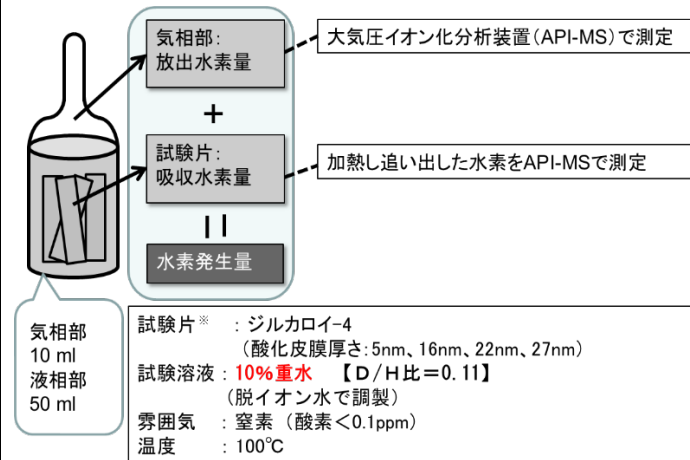 気相部:
放出水素量
大気圧イオン化分析装置(API-MS)で測定
+
試験片:
吸収水素量
加熱し追い出した水素をAPI-MSで測定
=
水素発生量
気相部
10 ml
液相部
50 ml
試験片※ :ジルカロイ-4
(酸化皮膜厚さ:5nm、16nm、22nm、27nm)
試験溶液:10%重水 【D/H比=0.11】
(脱イオン水で調製)
雰囲気 :窒素(酸素<0.1ppm)
温度 :100℃